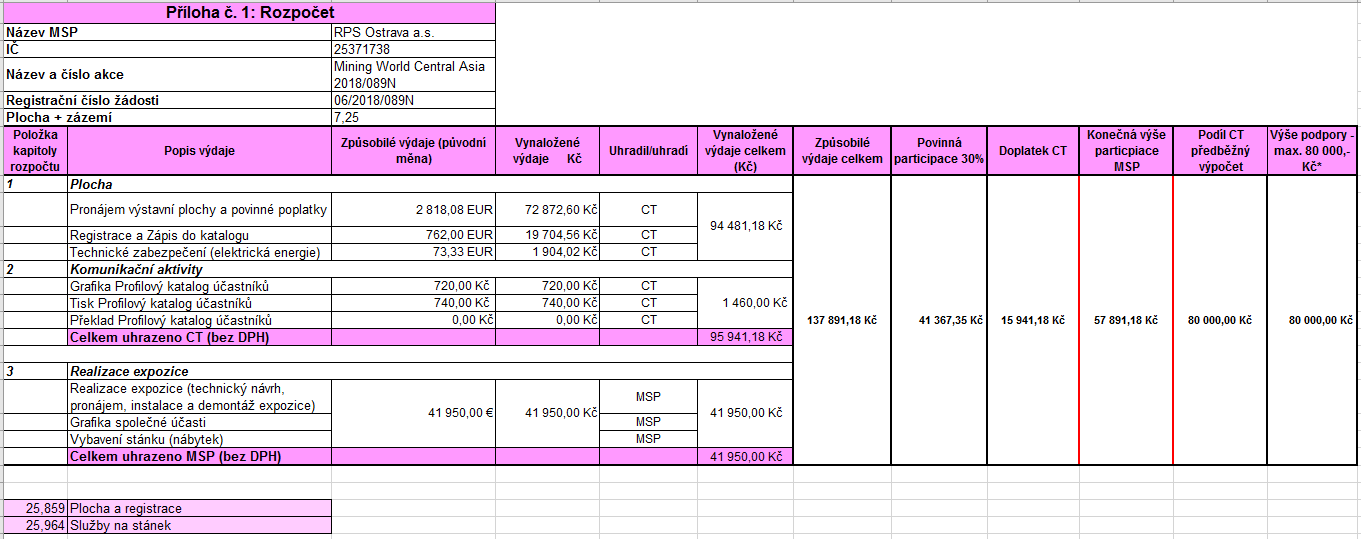 Příloha č. 1: Rozpočet
Název MSP RPS Ostrava a.s.
IČ 25371738
Název a číslo akce Mining World Central Asia
2018/089N
Registrační číslo žádosti 06/2018/089N
Plocha + zázemí 7,25
Položka kapitoly rozpočtu Popis výdaje Způsobilé výdaje (původní měna) Vynaložené výdaje Kč Uhradil/uhradí Vynaložené výdaje celkem (Kč) Způsobilé výdaje celkem Povinná participace 30% Doplatek CT Konečná výše particpiace MSP Podíl CT předběžný výpočet Výše podpory - max. 80 000,- Kč*
1 Plocha
Pronájem výstavní plochy a povinné poplatky 2 818,08 EUR 72 872,60 Kč CT
94 481,18 Kč
Registrace a Zápis do katalogu 762,00 EUR 19 704,56 Kč CT
Technické zabezpečení (elektrická energie) 73,33 EUR 1 904,02 Kč CT
2 Komunikační aktivity
Grafika Profilový katalog účastníků 720,00 Kč 720,00 Kč CT
Tisk Profilový katalog účastníků 740,00 Kč 740,00 Kč CT 1 460,00 Kč
Překlad Profilový katalog účastníků 0,00 Kč 0,00 Kč CT
137 891,18 Kč 41 367,35 Kč 15 941,18 Kč 57 891,18 Kč 80 000,00 Kč 80 000,00 Kč
Celkem uhrazeno CT (bez DPH) 95 941,18 Kč
3 Realizace expozice
Realizace expozice (technický návrh,
pronájem, instalace a demontáž expozice) MSP
41 950,00 € 41 950,00 Kč 41 950,00 Kč
Grafika společné účasti MSP
Vybavení stánku (nábytek) MSP
Celkem uhrazeno MSP (bez DPH) 41 950,00 Kč
25,859 Plocha a registrace
25,964 Služby na stánek